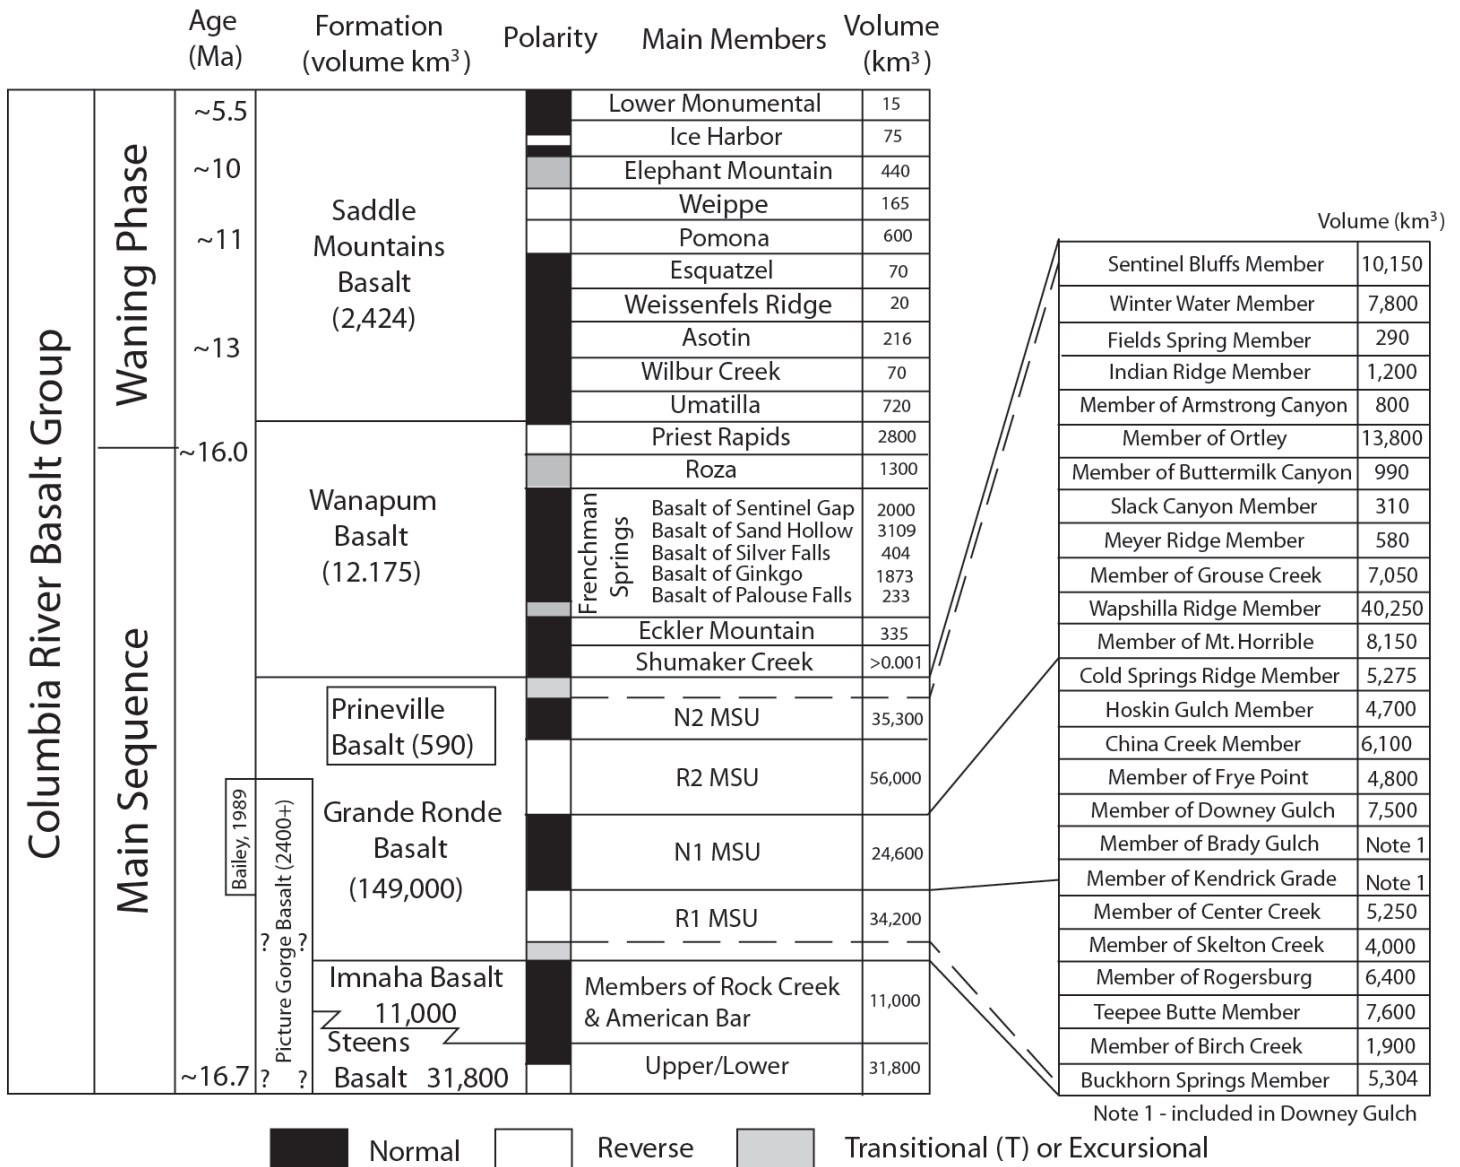 Age
(Ma)
Formation
(volume km³)
Polarity
Main Members
Volume
(km³)
Columbia River Basalt Group
Waning Phase
Main Sequence
~5.5
~10
~11
~13
~16.0
~16.7
Saddle
Mountains
Basalt
(2,424)
Wanapum
Basalt
(12.175)
Prineville
Basalt (590)
Grande Ronde
Basalt
(149,000)
Bailey, 1989
Picture Gorge Basalt (2400+)
? ?
? ?
Imnaha Basalt
11,000
Steens
Basalt 31,800
Lower Monumental 15
Ice Harbor 75
Elephant Mountain 440
Weippe 165
Pomona 600
Esquatzel 70
Weissenfels Ridge 20
Asotin 216
Wilbur Creek 70
Umatilla 720
Priest Rapids 2800
Roza 1300
Frenchman
Springs
Basalt of Sentinel Gap 2000
Basalt of Sand Hollow 3109
Basalt of Silver Falls 404
Basalt of Ginkgo 1873
Basalt of Palouse Falls 233
Eckler Mountain 335
Shumaker Creek >0.001
N2 MSU 35,300
R2 MSU 56,000
N1 MSU 24,600
R1 MSU 34,200
Members of Rock Creek
& American Bar 11,000
Upper/Lower 31,800
Volume (km³)
Sentinel Bluffs Member 10,150
Winter Water Member 7,800
Fields Spring Member 290
Indian Ridge Member 1,200
Member of Armstrong Canyon 800
Member of Ortley 13,800
Member of Buttermilk Canyon 990
Slack Canyon Member 310
Meyer Ridge Member 580
Member of Grouse Creek 7,050
Wapshilla Ridge Member 40,250
Member of Mt. Horrible 8,150
Cold Springs Ridge Member 5,275
Hoskin Gulch Member 4,700
China Creek Member 6,100
Member of Frye Point 4,800
Member of Downey Gulch 7,500
Member of Brady Gulch Note 1
Member of Kendrick Grade Note 1
Member of Center Creek 5,250
Member of Skelton Creek 4,000
Member of Rogersburg 6,400
Teepee Butte Member 7,600
Member of Birch Creek 1,900
Buckhorn Springs Member 5,304
Note 1 - included in Downey Gulch
Normal
Reverse
Transitional (T) or Excursional